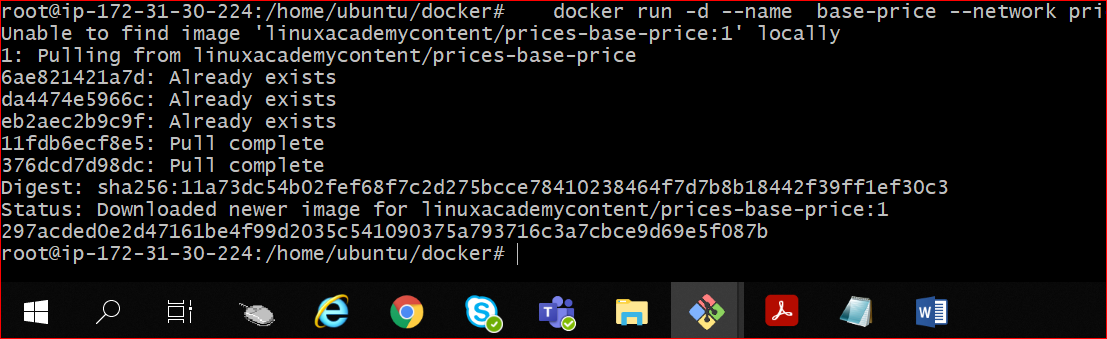 root@ip-172-31-30-224:/home/ubuntu/docker#    docker run -d --name  base-price --network pri
Unable to find image 'linuxacademycontent/prices-base-price:1' locally
1: Pulling from linuxacademycontent/prices-base-price
6ae821421a7d: Already exists
da4474e5966c: Already exists
eb2aec2b9c9f: Already exists
11fdb6ecf8e5: Pull complete
376dcd7d98dc: Pull complete
Digest: sha256:11a73dc54b02fef68f7c2d275bcce78410238464f7d7b8b18442f39ff1ef30c3
Status: Downloaded newer image for linuxacademycontent/prices-base-price:1
297acded0e2d47161be4f99d2035c541090375a793716c3a7cbce9d69e5f087b
root@ip-172-31-30-224:/home/ubuntu/docker#